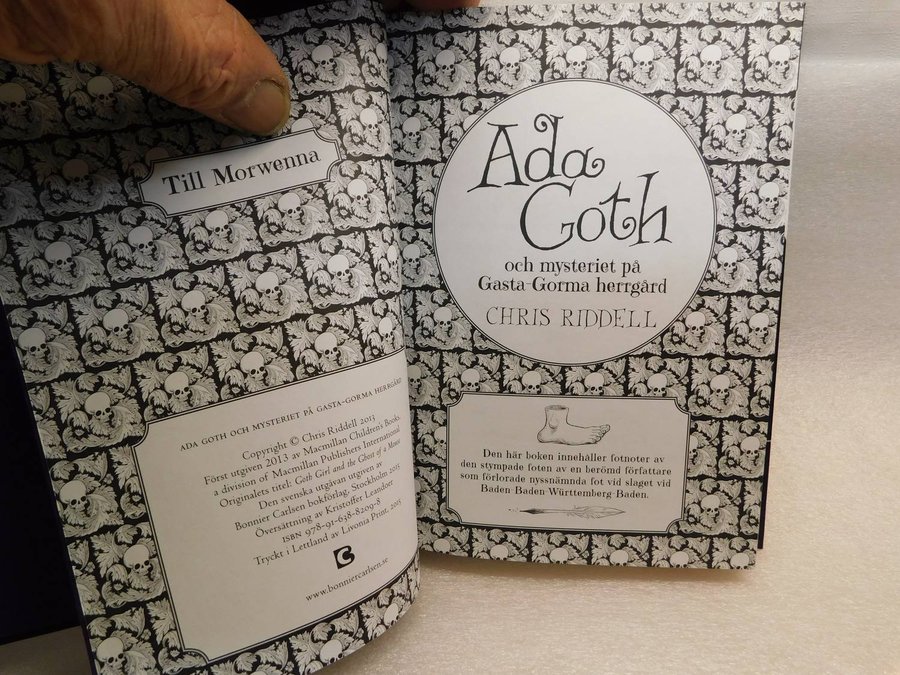 Till Morwenna
ADA GOTH OCH MYSTERIET PÅ GASTA-GORMA HERRGÅRD
Copyright © Chris Riddell 2013
Först utgiven 2013 av Macmillan Children's Books,
a division of Macmillan Publishers International
Originalets titel: Goth Girl and the Ghost of a Mouse
Den svenska utgåvan utgiven av
Bonnier Carlsen bokförlag, Stockholm 2015
Översättning av Kristoffer Leandoer
ISBN 978-91-638-8209-8
Tryckt i Lettland av Livonia Print, 2015
B
www.bonniercarlsen.se
Ada
Goth
och mysteriet på
Gasta-Gorma herrgård
CHRIS RIDDELL
Den här boken innehåller fotnoter av
den stympade foten av en berömd författare
som förlorade nyssnämnda fot vid slaget vid
Baden-Baden-Württemberg-Baden.